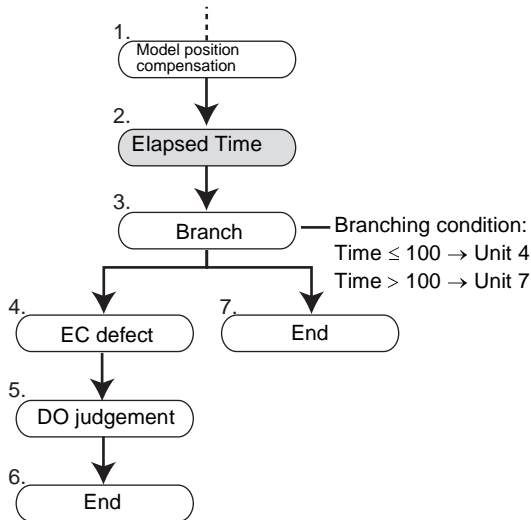 1.
Model position
compensation
2.
Elapsed Time
3.
Branch
Branching condition:
Time ≤ 100 → Unit 4
Time > 100 → Unit 7
4.
EC defect
7.
End
5.
DO judgement
6.
End